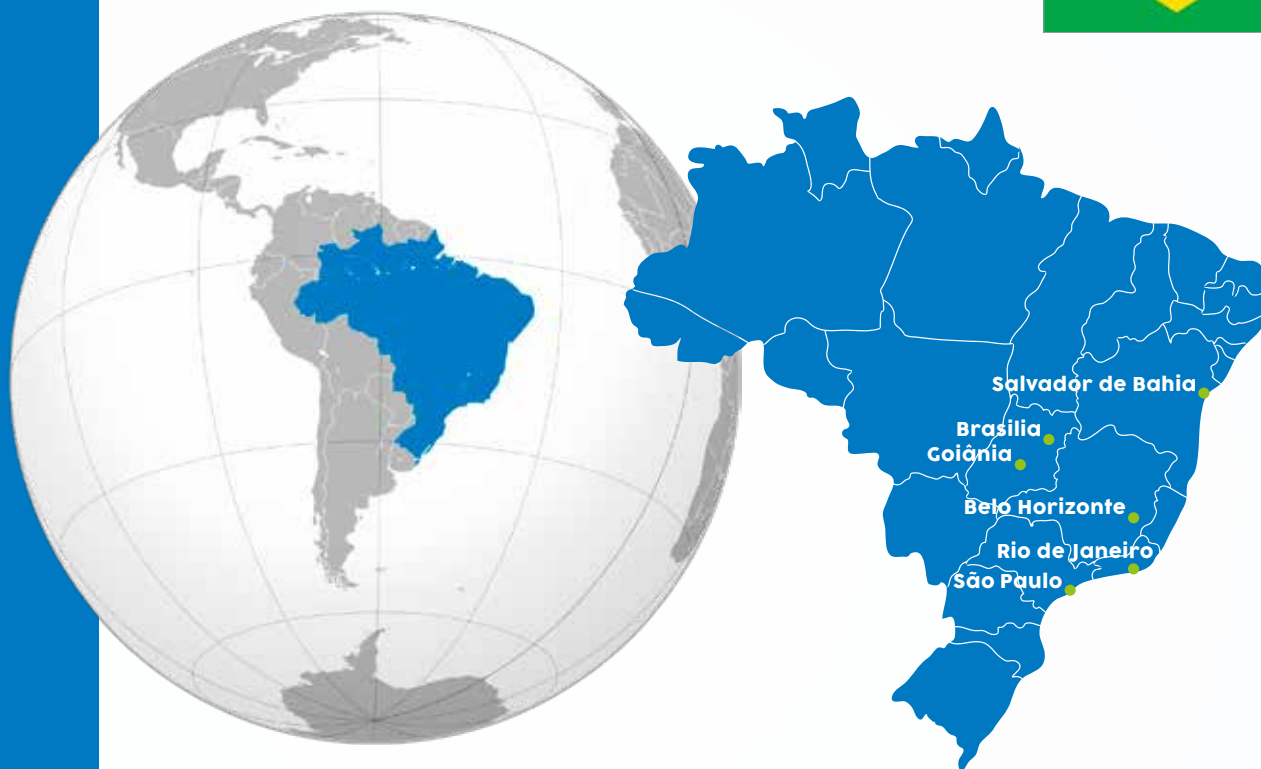 Salvador de Bahia
Brasilia
Goiânia
Belo Horizonte
Rio de Janeiro
São Paulo